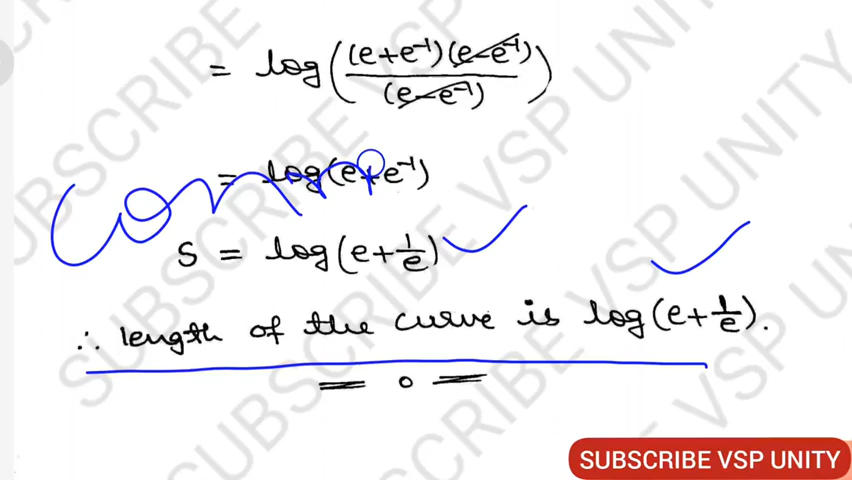 = log((e+e⁻¹)(e-e⁻¹)/(e-e⁻¹))
= log(e+e⁻¹)
S = log(e+1/e)
∴ length of the curve is log(e+1/e).
= 0 =
SUBSCRIBE VSP UNITY